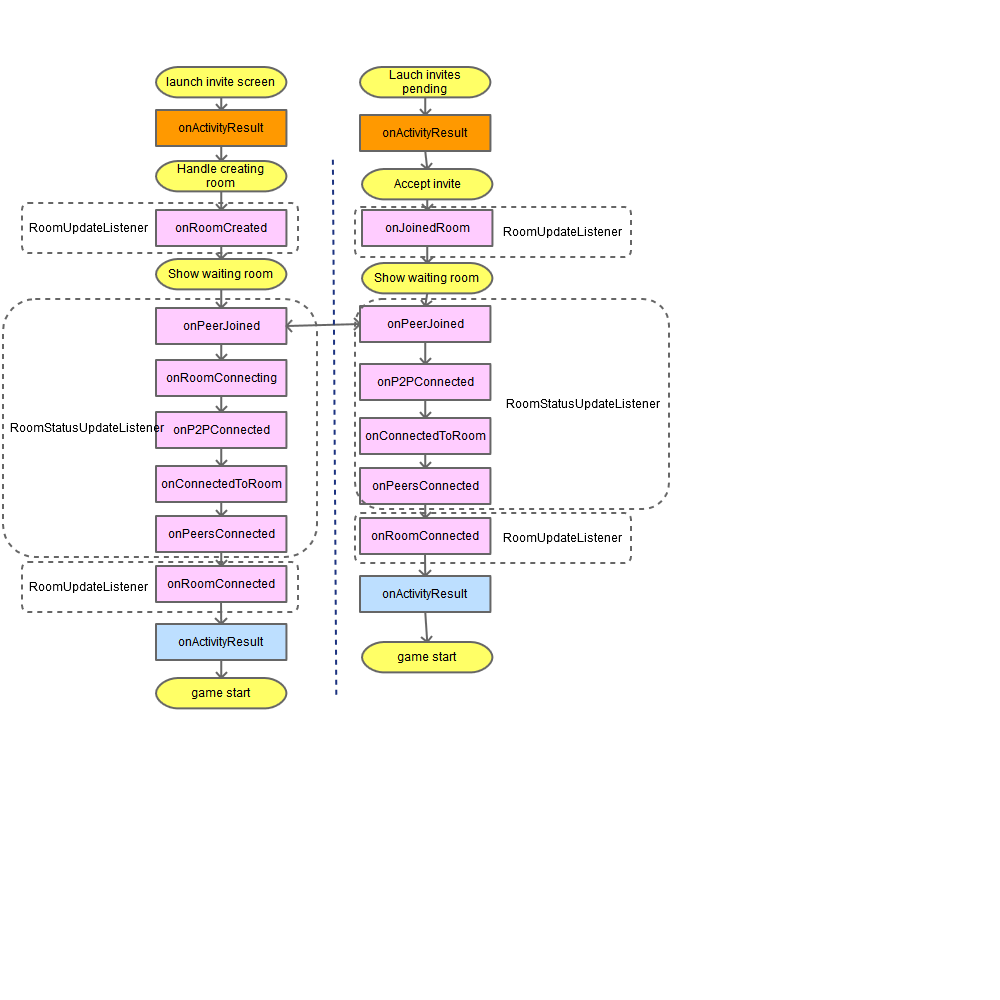 launch invite screen
onActivityResult
Handle creating
room
RoomUpdateListener
onRoomCreated
Show waiting room
onPeerJoined
onRoomConnecting
RoomStatusUpdateListener
onP2PConnected
onConnectedToRoom
onPeersConnected
RoomUpdateListener
onRoomConnected
onActivityResult
game start
Lauch invites
pending
onActivityResult
Accept invite
onJoinedRoom
RoomUpdateListener
Show waiting room
onPeerJoined
onP2PConnected
RoomStatusUpdateListener
onConnectedToRoom
onPeersConnected
onRoomConnected
RoomUpdateListener
onActivityResult
game start